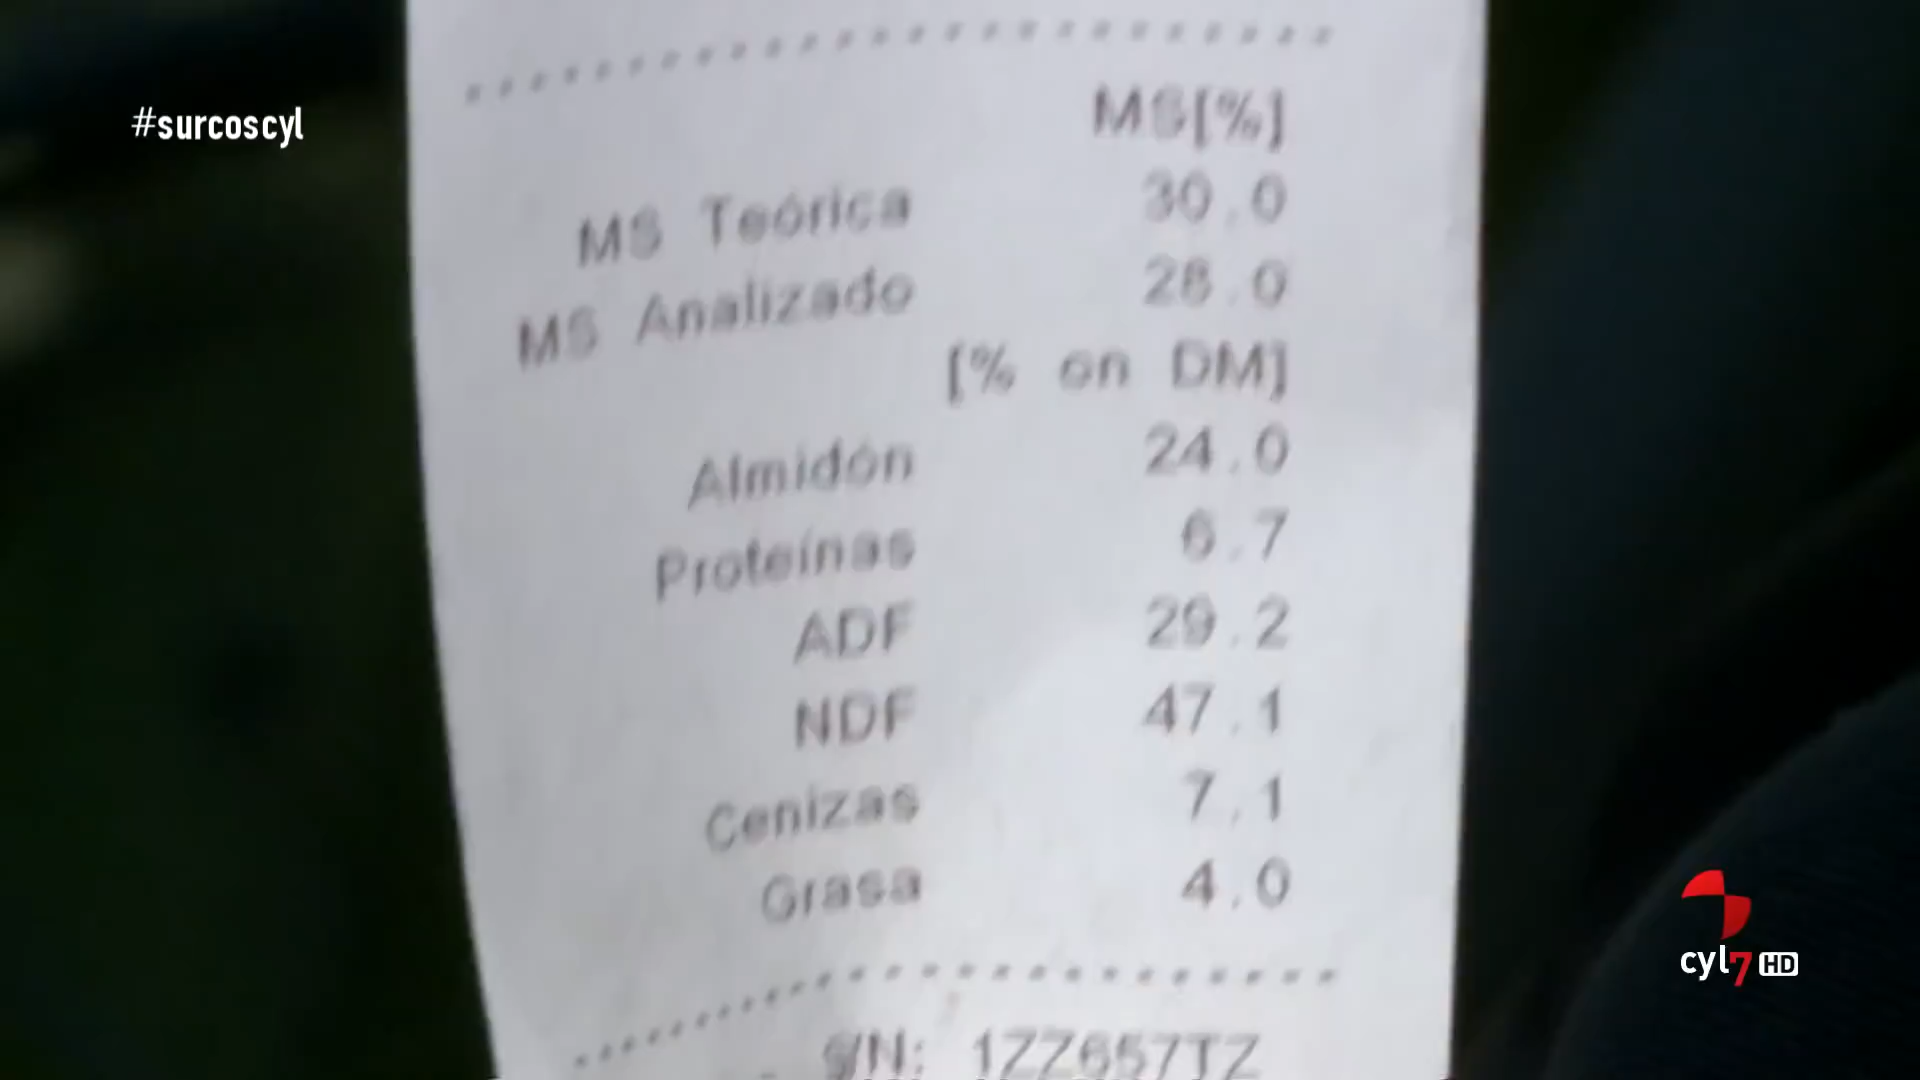 #surcoscyl
MS[%]
MS Teórica 30.0
MS Analizado 28.0
[% on DM]
Almidón 24.0
Proteínas 6.7
ADF 29.2
NDF 47.1
Cenizas 7.1
Grasa 4.0
S/N: 1ZZ657TZ
cyl7 HD